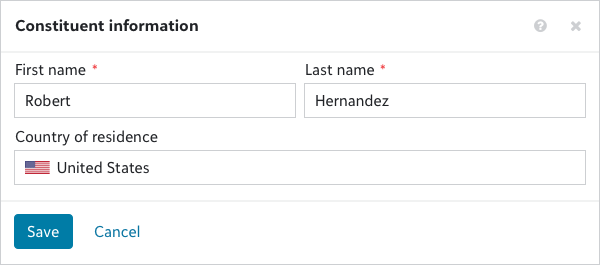 Constituent information
First name *
Last name *
Robert
Hernandez
Country of residence
United States
Save
Cancel